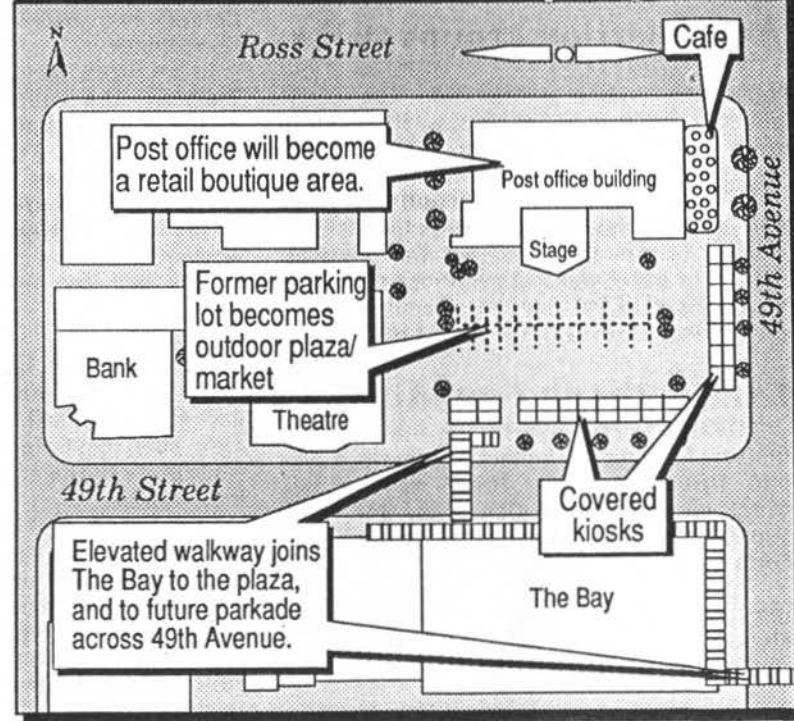 N
Ross Street
Cafe
Post office will become
a retail boutique area.
Post office building
49th Avenue
Stage
Former parking
lot becomes
outdoor plaza/
market
Bank
Theatre
49th Street
Covered
kiosks
Elevated walkway joins
The Bay to the plaza,
and to future parkade
across 49th Avenue.
The Bay